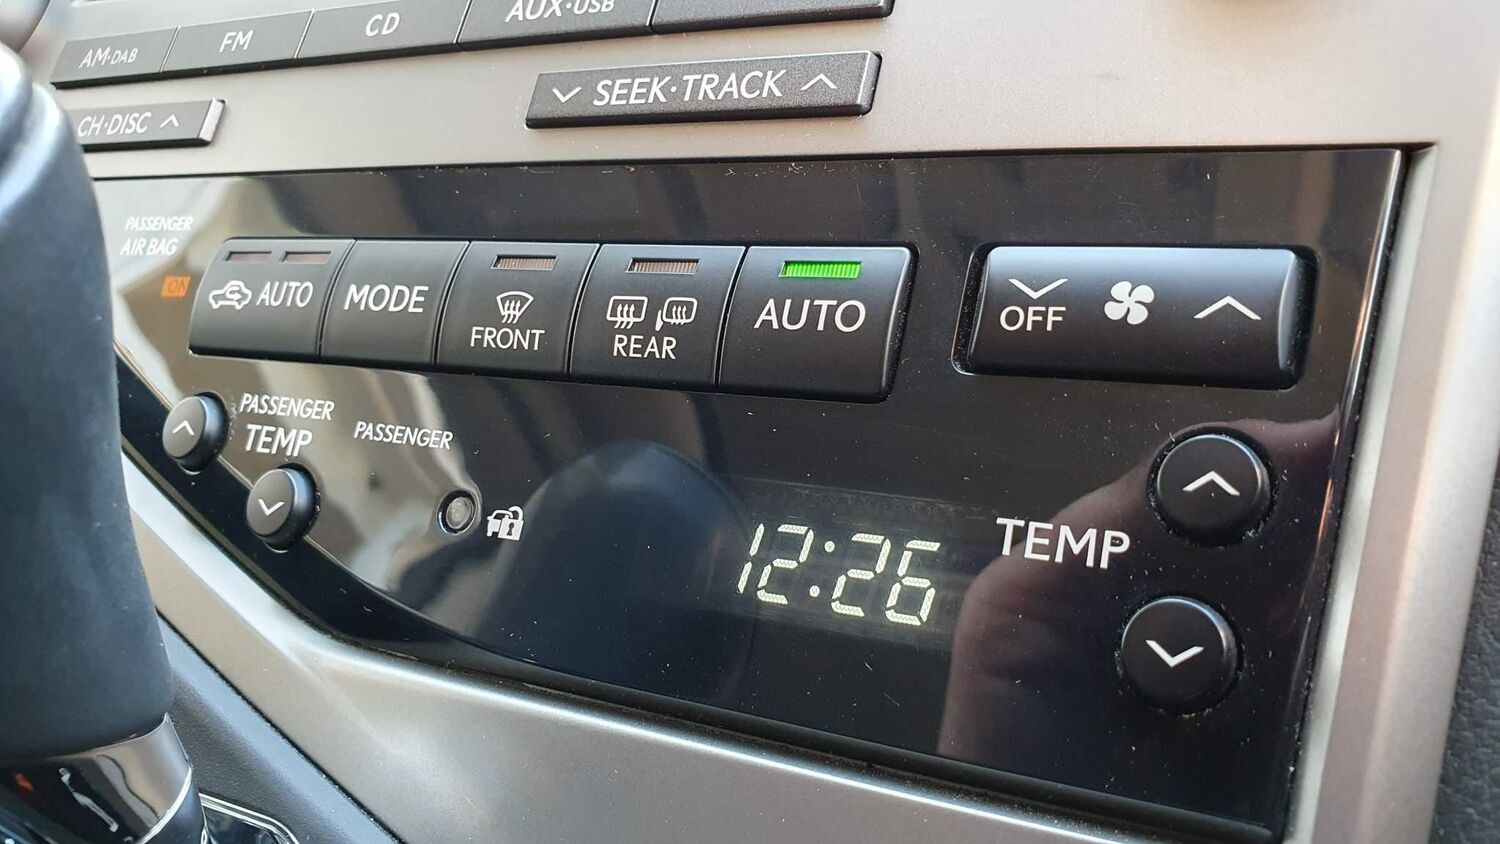 AM·DAB
FM
CD
AUX·USB
CH·DISC
SEEK·TRACK
PASSENGER
AIR BAG
ON
AUTO
MODE
FRONT
REAR
AUTO
OFF
PASSENGER
TEMP
PASSENGER
12:26
TEMP